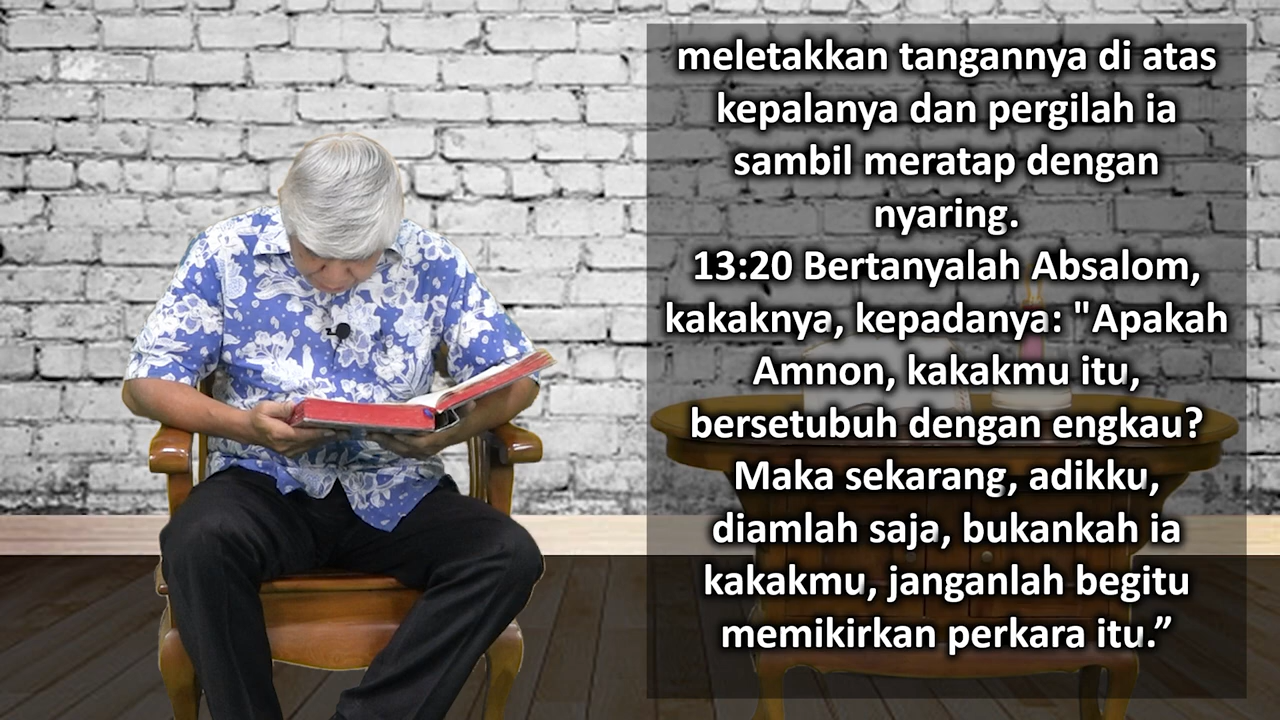 meletakkan tangannya di atas
kepalanya dan pergilah ia
sambil meratap dengan
nyaring.
13:20 Bertanyalah Absalom,
kakaknya, kepadanya: "Apakah
Amnon, kakakmu itu,
bersetubuh dengan engkau?
Maka sekarang, adikku,
diamlah saja, bukankah ia
kakakmu, janganlah begitu
memikirkan perkara itu.”